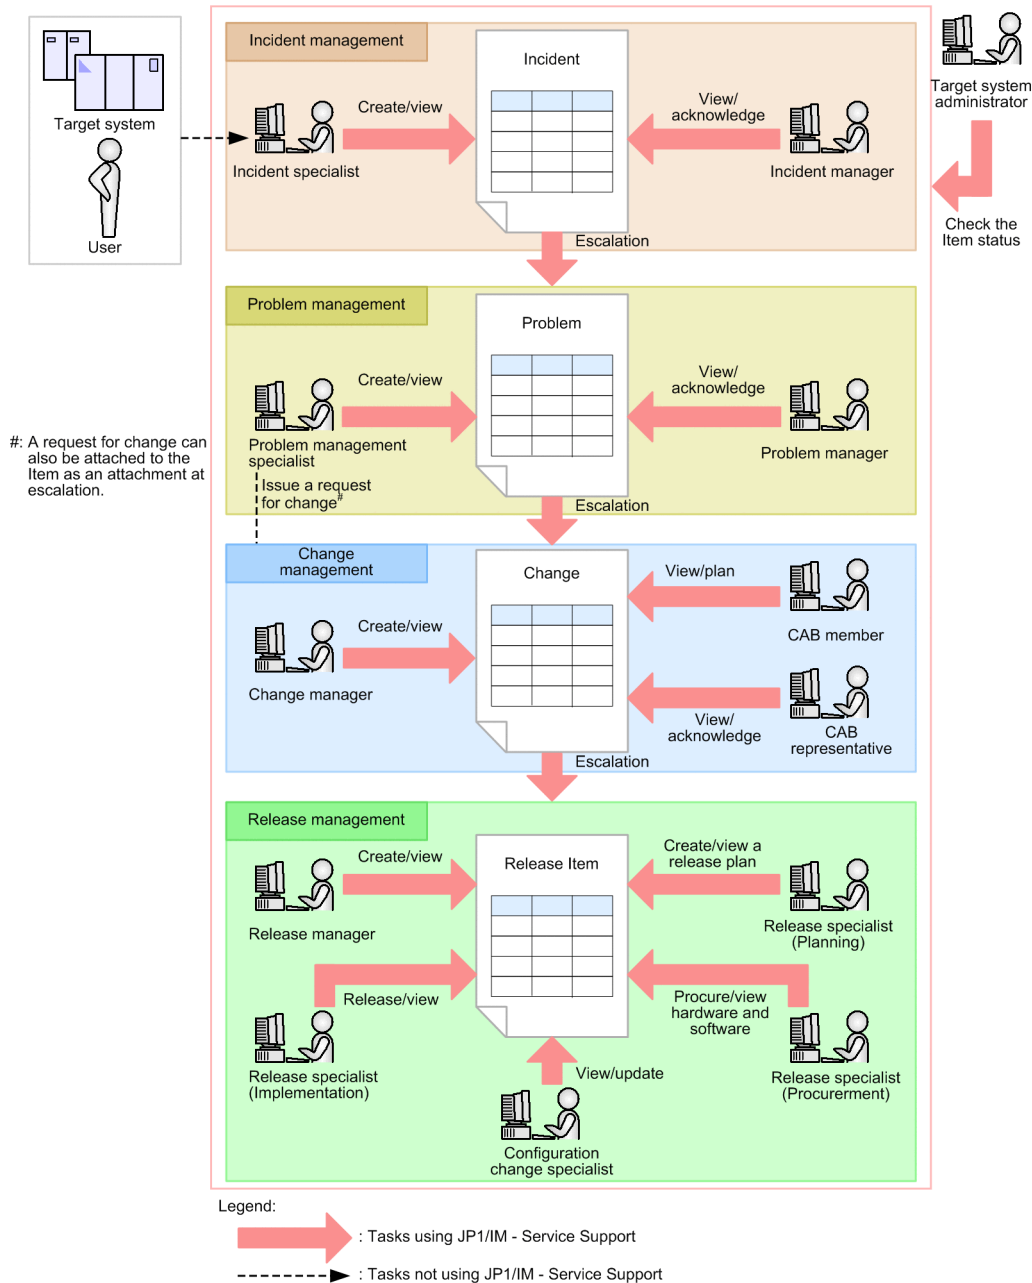 Incident management
Incident
Target system
administrator
Target system
User
Create/view
Incident specialist
View/
acknowledge
Incident manager
Check the
Item status
Escalation
Problem management
Problem
Create/view
Problem management
specialist
View/
acknowledge
Problem manager
#: A request for change can
also be attached to the
Item as an attachment at
escalation.
Issue a request
for change#
Escalation
Change
management
Change
Create/view
Change manager
View/plan
CAB member
View/
acknowledge
CAB
representative
Escalation
Release management
Release Item
Create/view
Release manager
Create/view a
release plan
Release specialist
(Planning)
Release/view
Release specialist
(Implementation)
Procure/view
hardware and
software
Release specialist
(Procurerment)
View/update
Configuration
change specialist
Legend:
: Tasks using JP1/IM - Service Support
: Tasks not using JP1/IM - Service Support